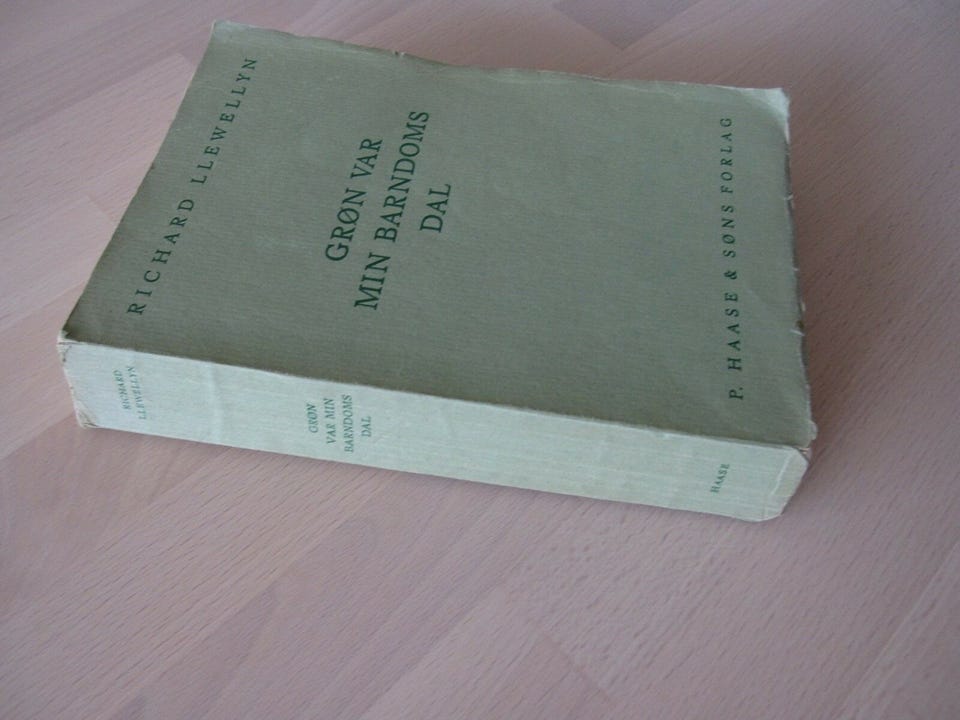 RICHARD LLEWELLYN
GRØN VAR
MIN BARNDOMS
DAL
P. HAASE & SØNS FORLAG
RICHARD
LLEWELLYN
GRØN
VAR MIN
BARNDOMS
DAL
HAASE